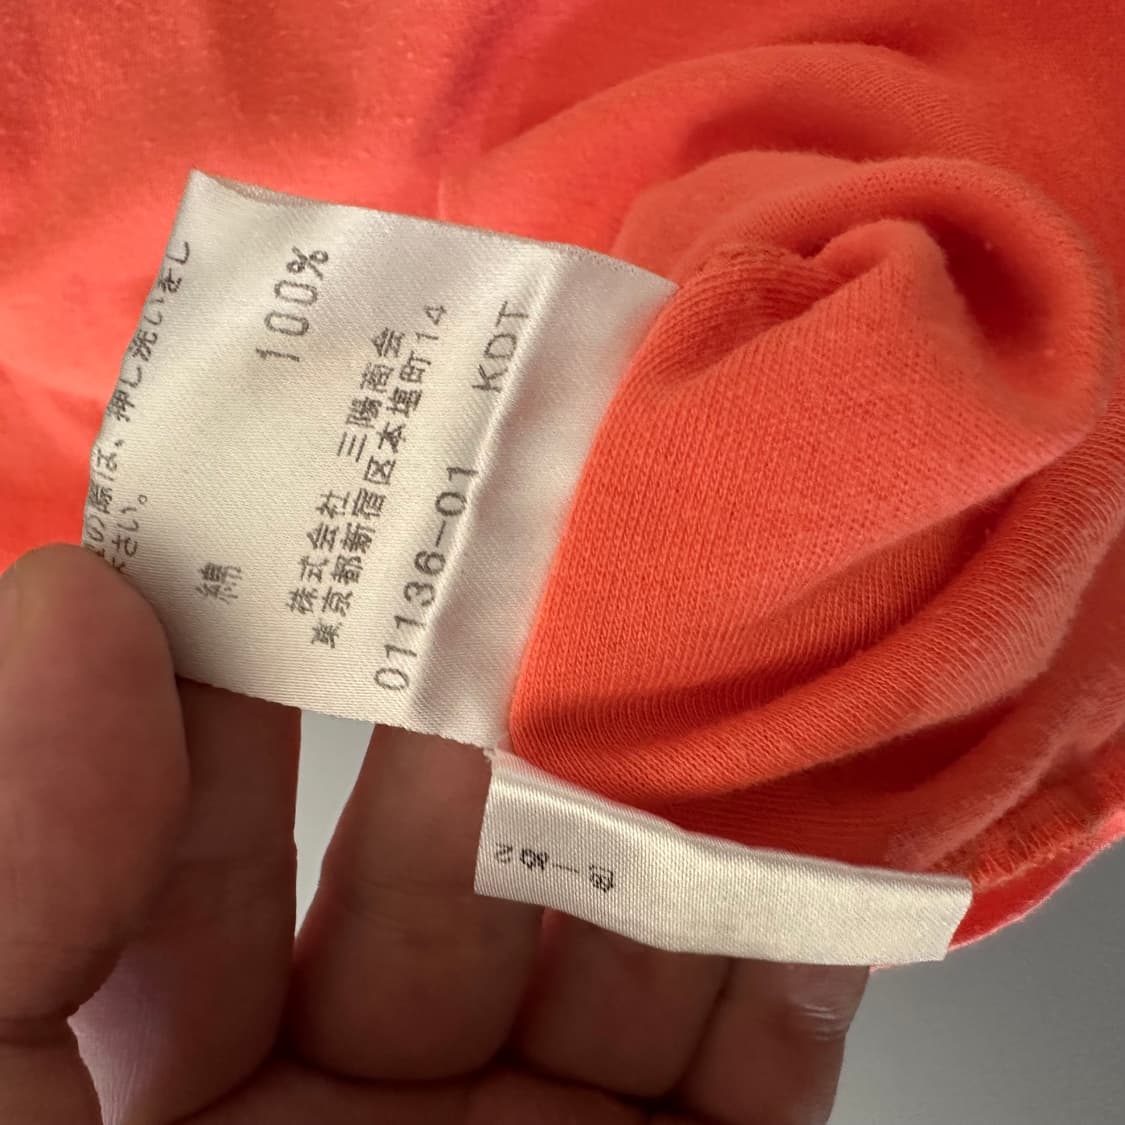 の際は、押し洗いをし
さい。
綿 100%
株式会社 三陽商会
東京都新宿区本塩町14
01136-01 KDT